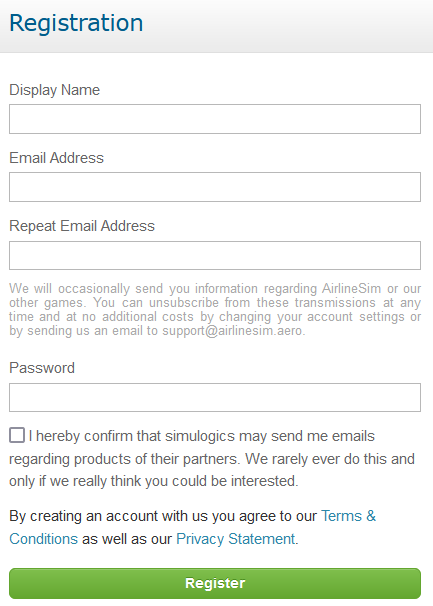 Registration
Display Name
Email Address
Repeat Email Address
We will occasionally send you information regarding AirlineSim or our
other games. You can unsubscribe from these transmissions at any
time and at no additional costs by changing your account settings or
by sending us an email to support@airlinesim.aero.
Password
I hereby confirm that simulogics may send me emails
regarding products of their partners. We rarely ever do this and
only if we really think you could be interested.
By creating an account with us you agree to our Terms &
Conditions as well as our Privacy Statement.
Register